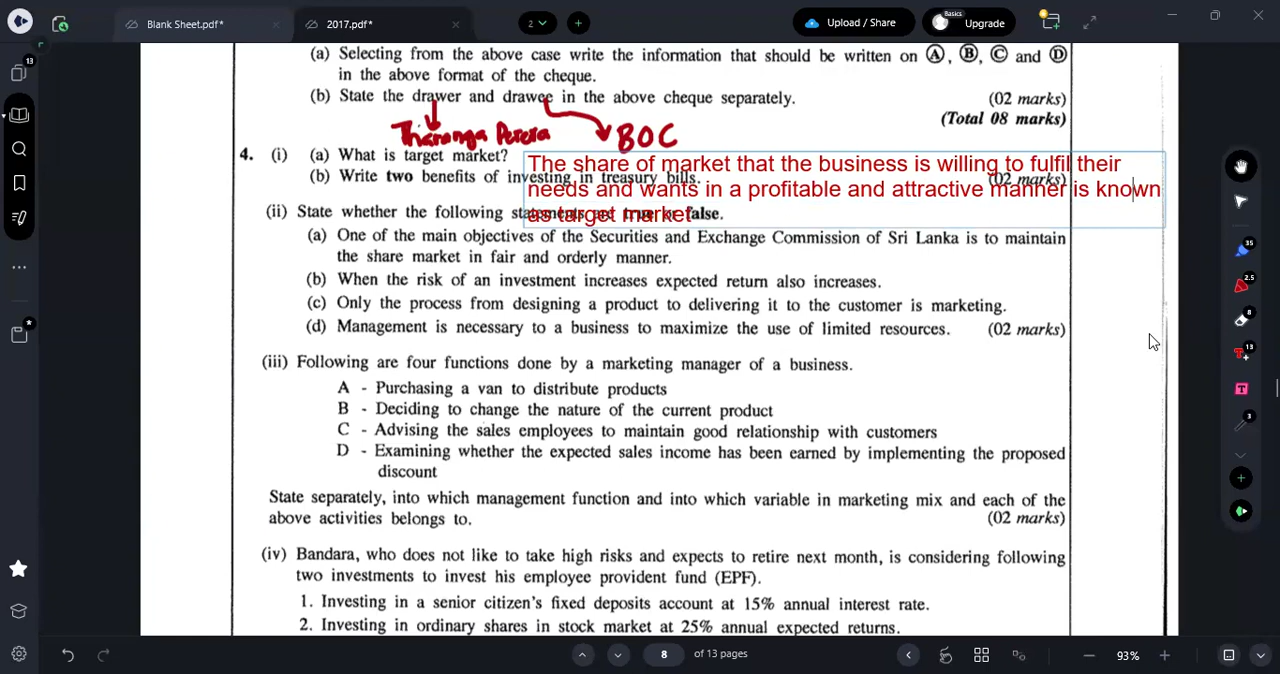 Blank Sheet.pdf*
2017.pdf*
2
Upload / Share
Basics
Upgrade
13
(a) Selecting from the above case write the information that should be written on Ⓐ, Ⓑ, Ⓒ and Ⓓ
in the above format of the cheque.
(b) State the drawer and drawee in the above cheque separately. (02 marks)
(Total 08 marks)
Tharanga Perera
BOC
4. (i) (a) What is target market?
The share of market that the business is willing to fulfil their
(b) Write two benefits of investing in treasury bills. (02 marks)
needs and wants in a profitable and attractive manner is known
(ii) State whether the following statements are true or false.
as target market
(a) One of the main objectives of the Securities and Exchange Commission of Sri Lanka is to maintain
the share market in fair and orderly manner.
(b) When the risk of an investment increases expected return also increases.
(c) Only the process from designing a product to delivering it to the customer is marketing.
(d) Management is necessary to a business to maximize the use of limited resources. (02 marks)
(iii) Following are four functions done by a marketing manager of a business.
A - Purchasing a van to distribute products
B - Deciding to change the nature of the current product
C - Advising the sales employees to maintain good relationship with customers
D - Examining whether the expected sales income has been earned by implementing the proposed
discount
State separately, into which management function and into which variable in marketing mix and each of the
above activities belongs to. (02 marks)
(iv) Bandara, who does not like to take high risks and expects to retire next month, is considering following
two investments to invest his employee provident fund (EPF).
1. Investing in a senior citizen's fixed deposits account at 15% annual interest rate.
2. Investing in ordinary shares in stock market at 25% annual expected returns.
35
2.5
8
13
3
8 of 13 pages
93%